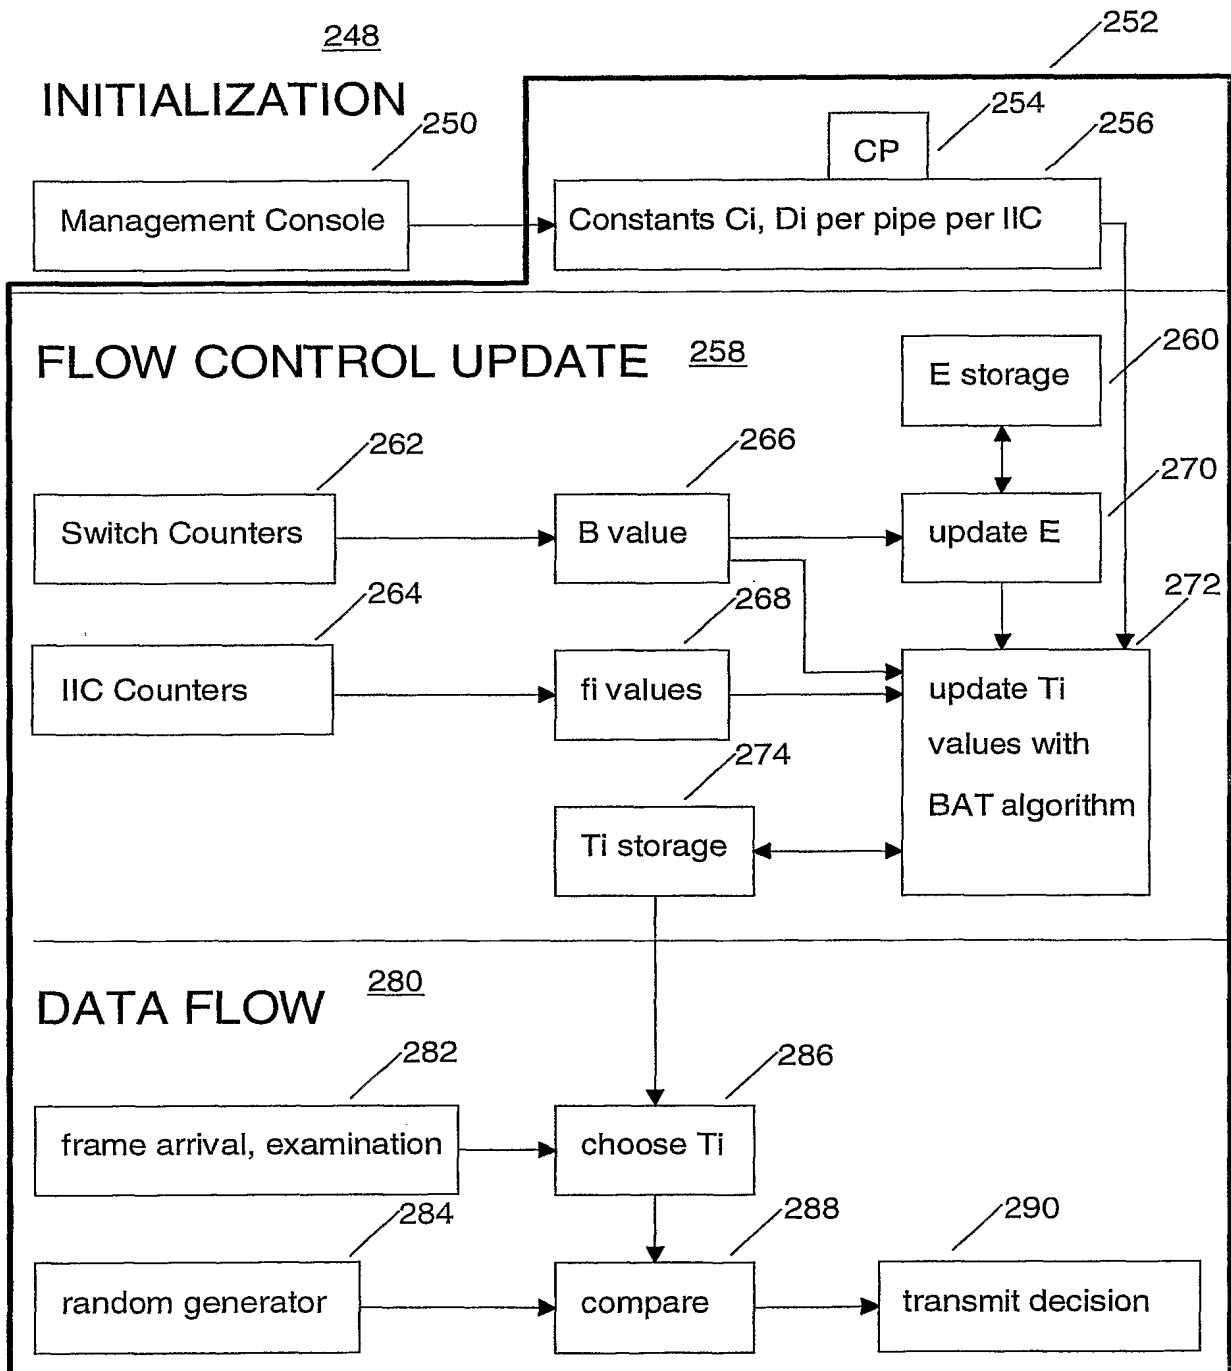 248
252
INITIALIZATION
250
254
256
CP
Management Console
Constants Ci, Di per pipe per IIC
FLOW CONTROL UPDATE 258
260
E storage
262
266
270
Switch Counters
B value
update E
264
268
272
IIC Counters
fi values
update Ti
values with
BAT algorithm
274
Ti storage
DATA FLOW 280
282
286
frame arrival, examination
choose Ti
284
288
290
random generator
compare
transmit decision